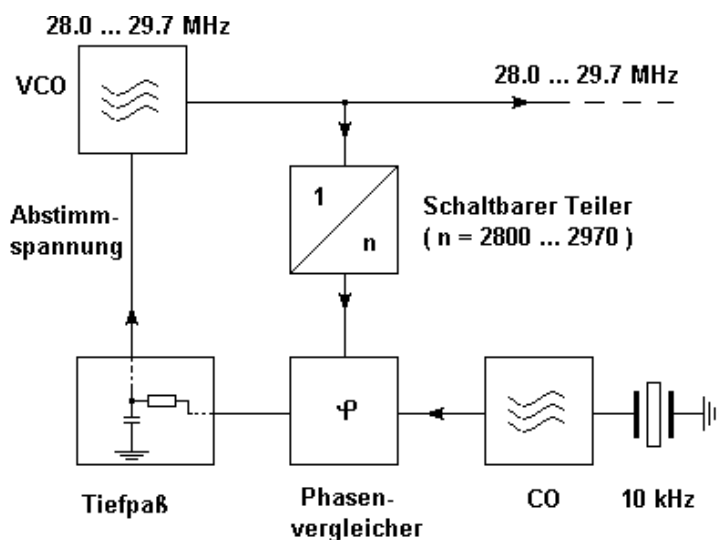 28.0 ... 29.7 MHz
VCO
28.0 ... 29.7 MHz
Abstimm-
spannung
1
n
Schaltbarer Teiler
( n = 2800 ... 2970 )
φ
Tiefpaß
Phasen-
vergleicher
CO
10 kHz